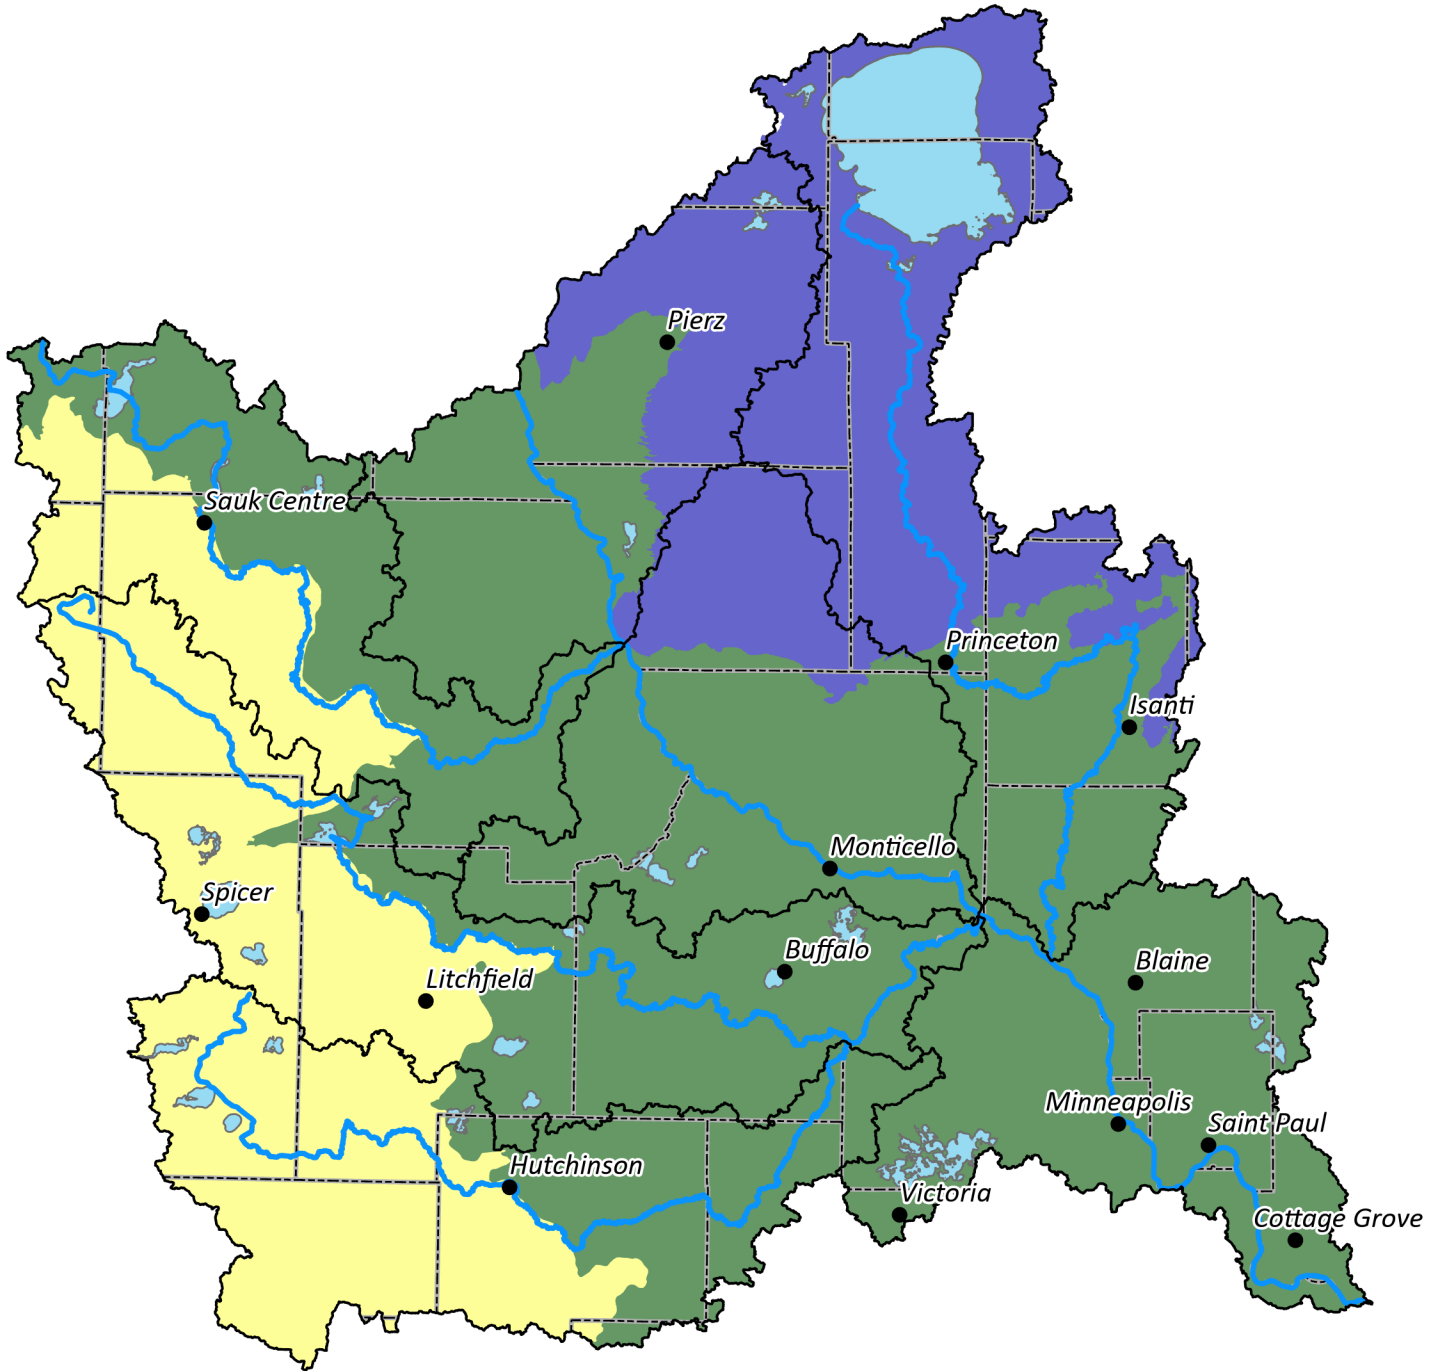 Pierz
Sauk Centre
Princeton
Isanti
Monticello
Spicer
Buffalo
Blaine
Litchfield
Minneapolis
Saint Paul
Hutchinson
Victoria
Cottage Grove